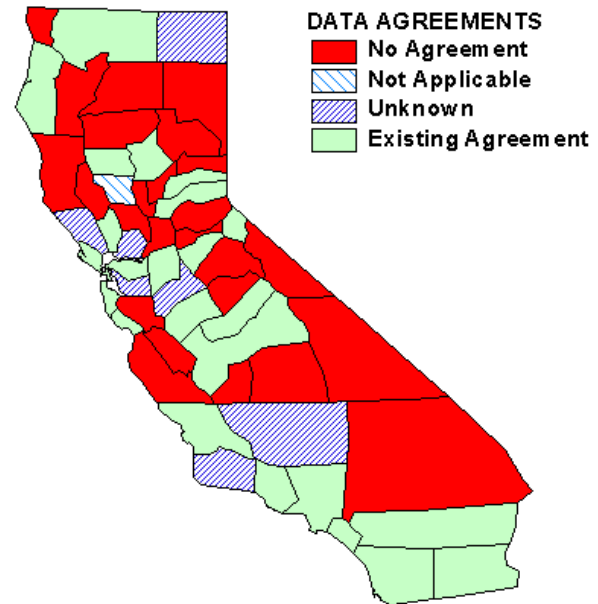 DATA AGREEMENTS
No Agreement
Not Applicable
Unknown
Existing Agreement